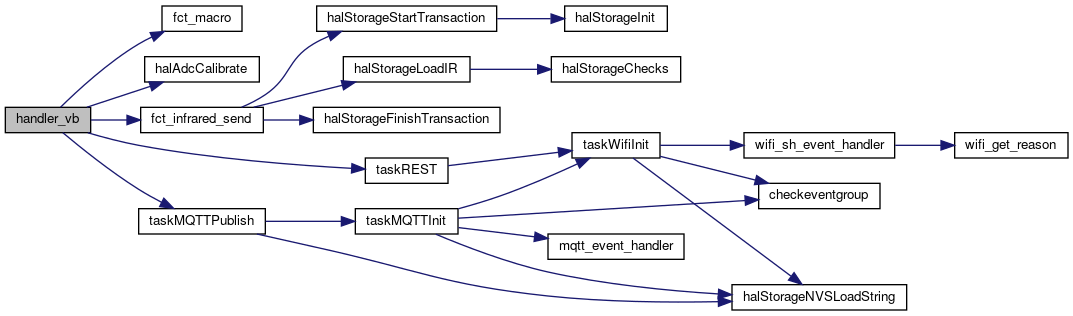 fct_macro
halStorageStartTransaction
halStorageInit
halAdcCalibrate
halStorageLoadIR
halStorageChecks
handler_vb
fct_infrared_send
halStorageFinishTransaction
taskWifiInit
wifi_sh_event_handler
wifi_get_reason
taskREST
checkeventgroup
taskMQTTPublish
taskMQTTInit
mqtt_event_handler
halStorageNVSLoadString